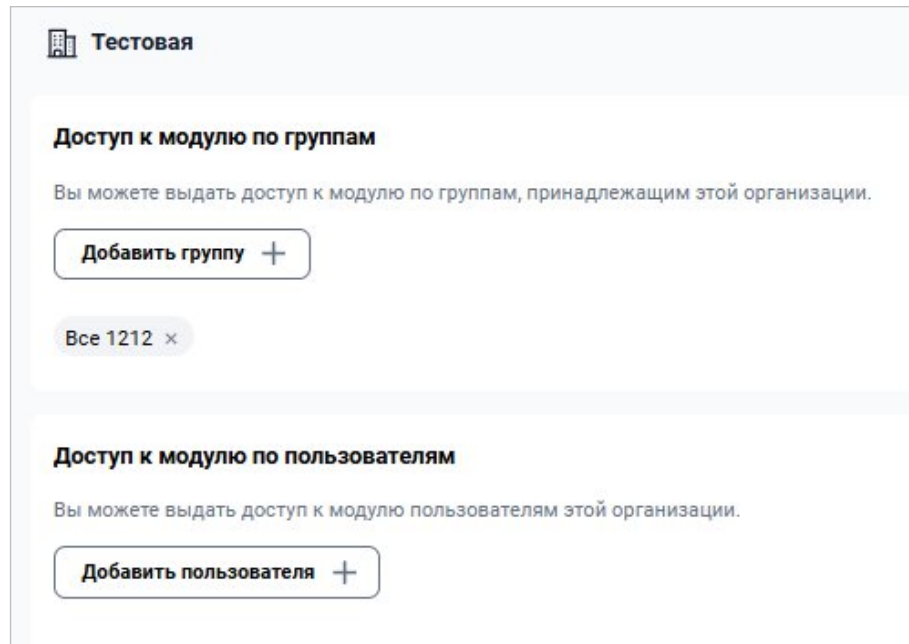 Тестовая
Доступ к модулю по группам
Вы можете выдать доступ к модулю по группам, принадлежащим этой организации.
Добавить группу
Все 1212
Доступ к модулю по пользователям
Вы можете выдать доступ к модулю пользователям этой организации.
Добавить пользователя